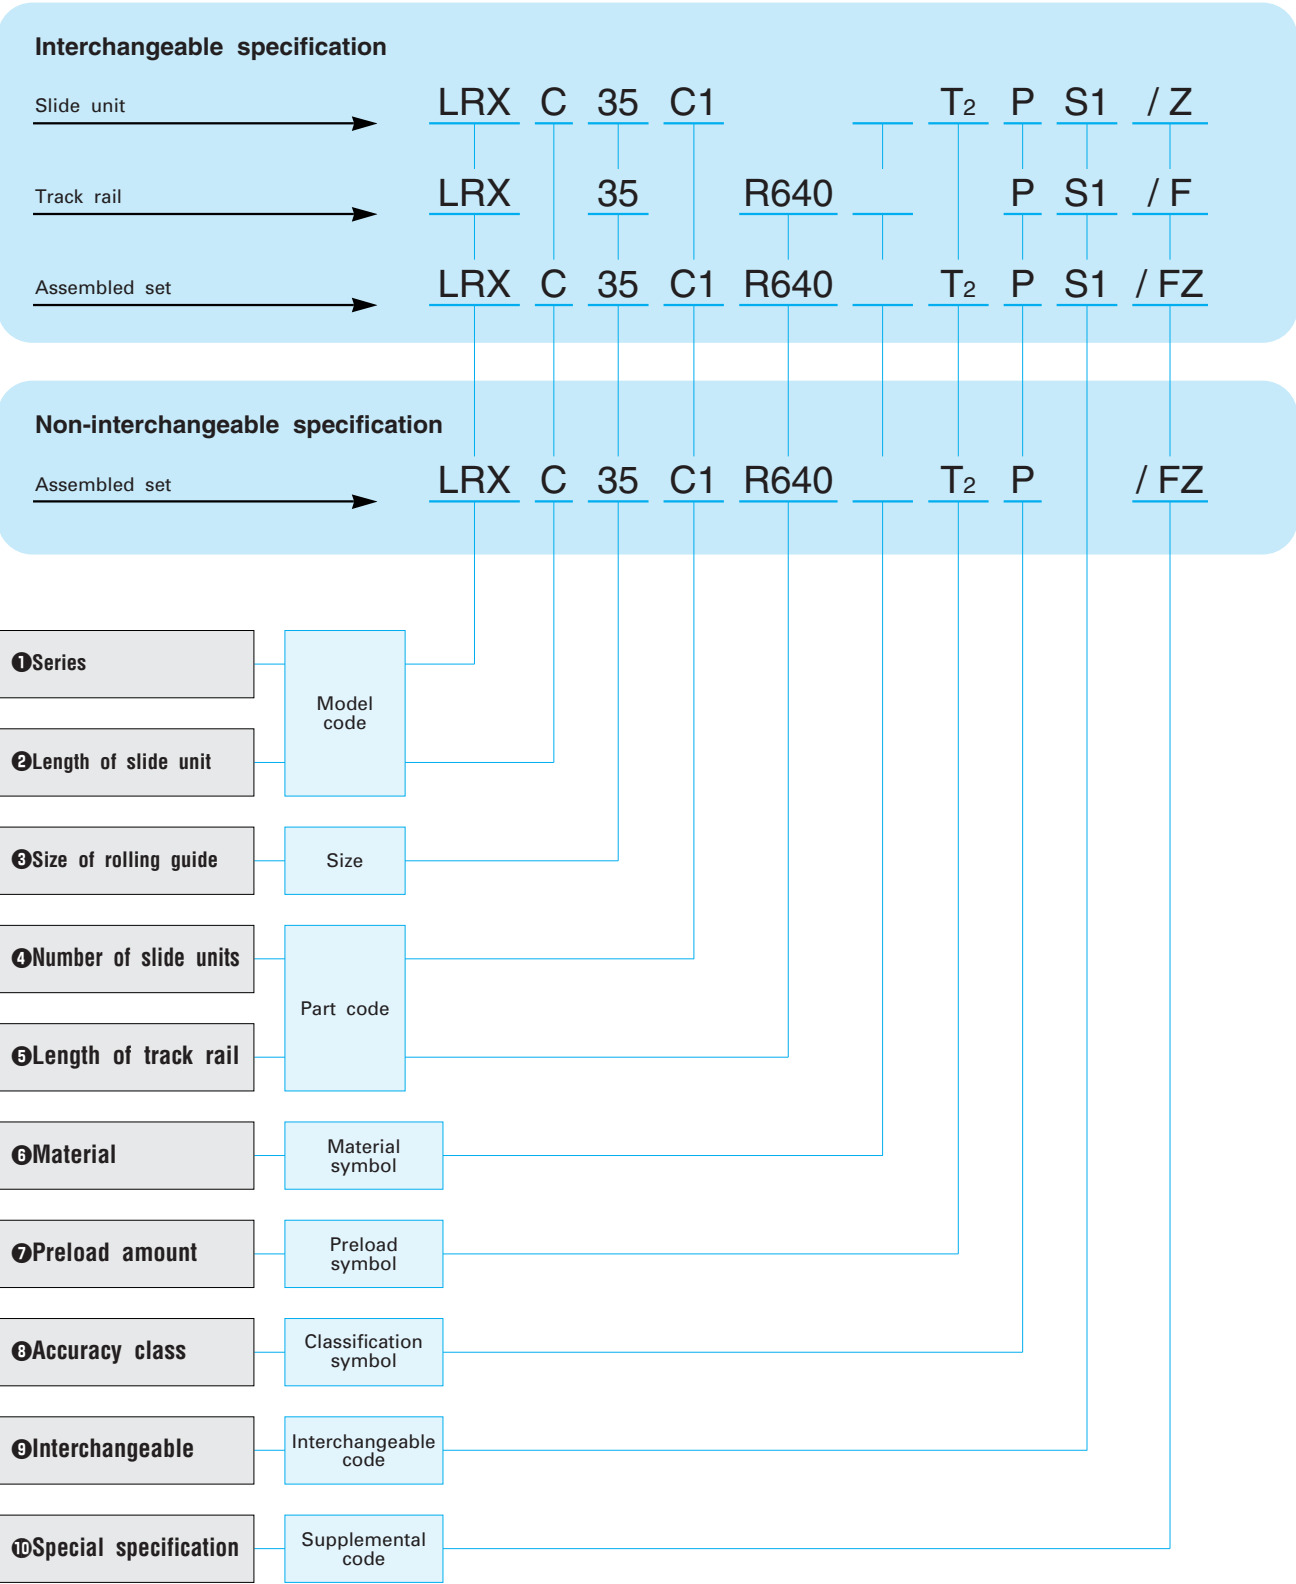 Interchangeable specification
Slide unit LRX C 35 C1 T2 P S1 / Z
Track rail LRX 35 R640 P S1 / F
Assembled set LRX C 35 C1 R640 T2 P S1 / FZ
Non-interchangeable specification
Assembled set LRX C 35 C1 R640 T2 P / FZ
❶Series
Model
code
❷Length of slide unit
❸Size of rolling guide
Size
❹Number of slide units
Part code
❺Length of track rail
❻Material
Material
symbol
❼Preload amount
Preload
symbol
❽Accuracy class
Classification
symbol
❾Interchangeable
Interchangeable
code
❿Special specification
Supplemental
code